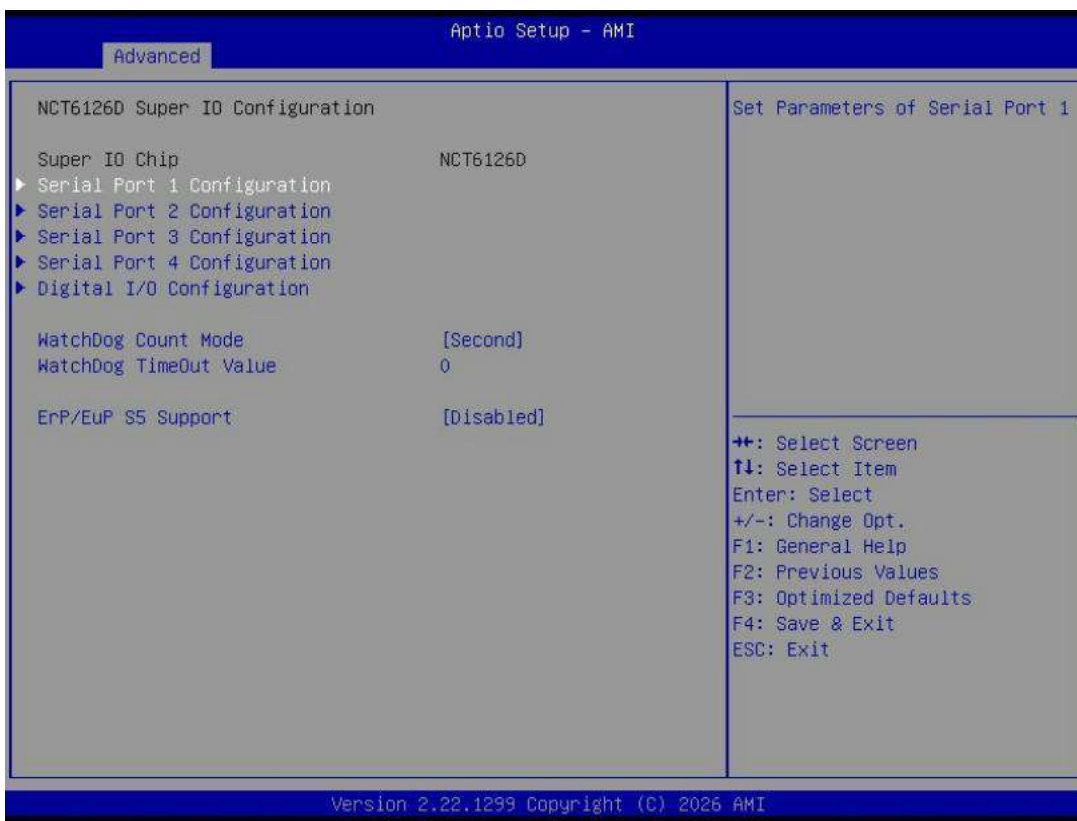 Aptio Setup - AMI
Advanced
NCT6126D Super IO Configuration
Super IO Chip NCT6126D
Serial Port 1 Configuration
Serial Port 2 Configuration
Serial Port 3 Configuration
Serial Port 4 Configuration
Digital I/O Configuration
WatchDog Count Mode [Second]
WatchDog TimeOut Value 0
ErP/EuP S5 Support [Disabled]
Set Parameters of Serial Port 1
→←: Select Screen
↑↓: Select Item
Enter: Select
+/-: Change Opt.
F1: General Help
F2: Previous Values
F3: Optimized Defaults
F4: Save & Exit
ESC: Exit
Version 2.22.1299 Copyright (C) 2026 AMI